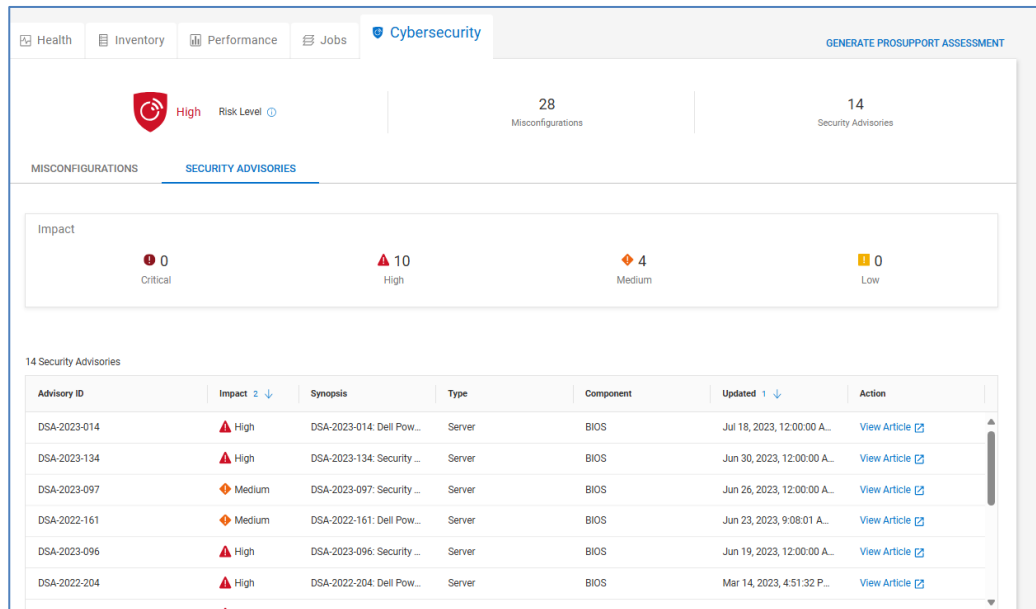 Health Inventory Performance Jobs Cybersecurity
GENERATE PROSUPPORT ASSESSMENT
High Risk Level
28
Misconfigurations
14
Security Advisories
MISCONFIGURATIONS SECURITY ADVISORIES
Impact
0 10 4 0
Critical High Medium Low
14 Security Advisories
Advisory ID Impact 2 Synopsis Type Component Updated 1 Action
DSA-2023-014 High DSA-2023-014: Dell Pow... Server BIOS Jul 18, 2023, 12:00:00 A... View Article
DSA-2023-134 High DSA-2023-134: Security ... Server BIOS Jun 30, 2023, 12:00:00 A... View Article
DSA-2023-097 Medium DSA-2023-097: Security ... Server BIOS Jun 26, 2023, 12:00:00 A... View Article
DSA-2022-161 Medium DSA-2022-161: Dell Pow... Server BIOS Jun 23, 2023, 9:08:01 A... View Article
DSA-2023-096 High DSA-2023-096: Security ... Server BIOS Jun 19, 2023, 12:00:00 A... View Article
DSA-2022-204 High DSA-2022-204: Dell Pow... Server BIOS Mar 14, 2023, 4:51:32 P... View Article